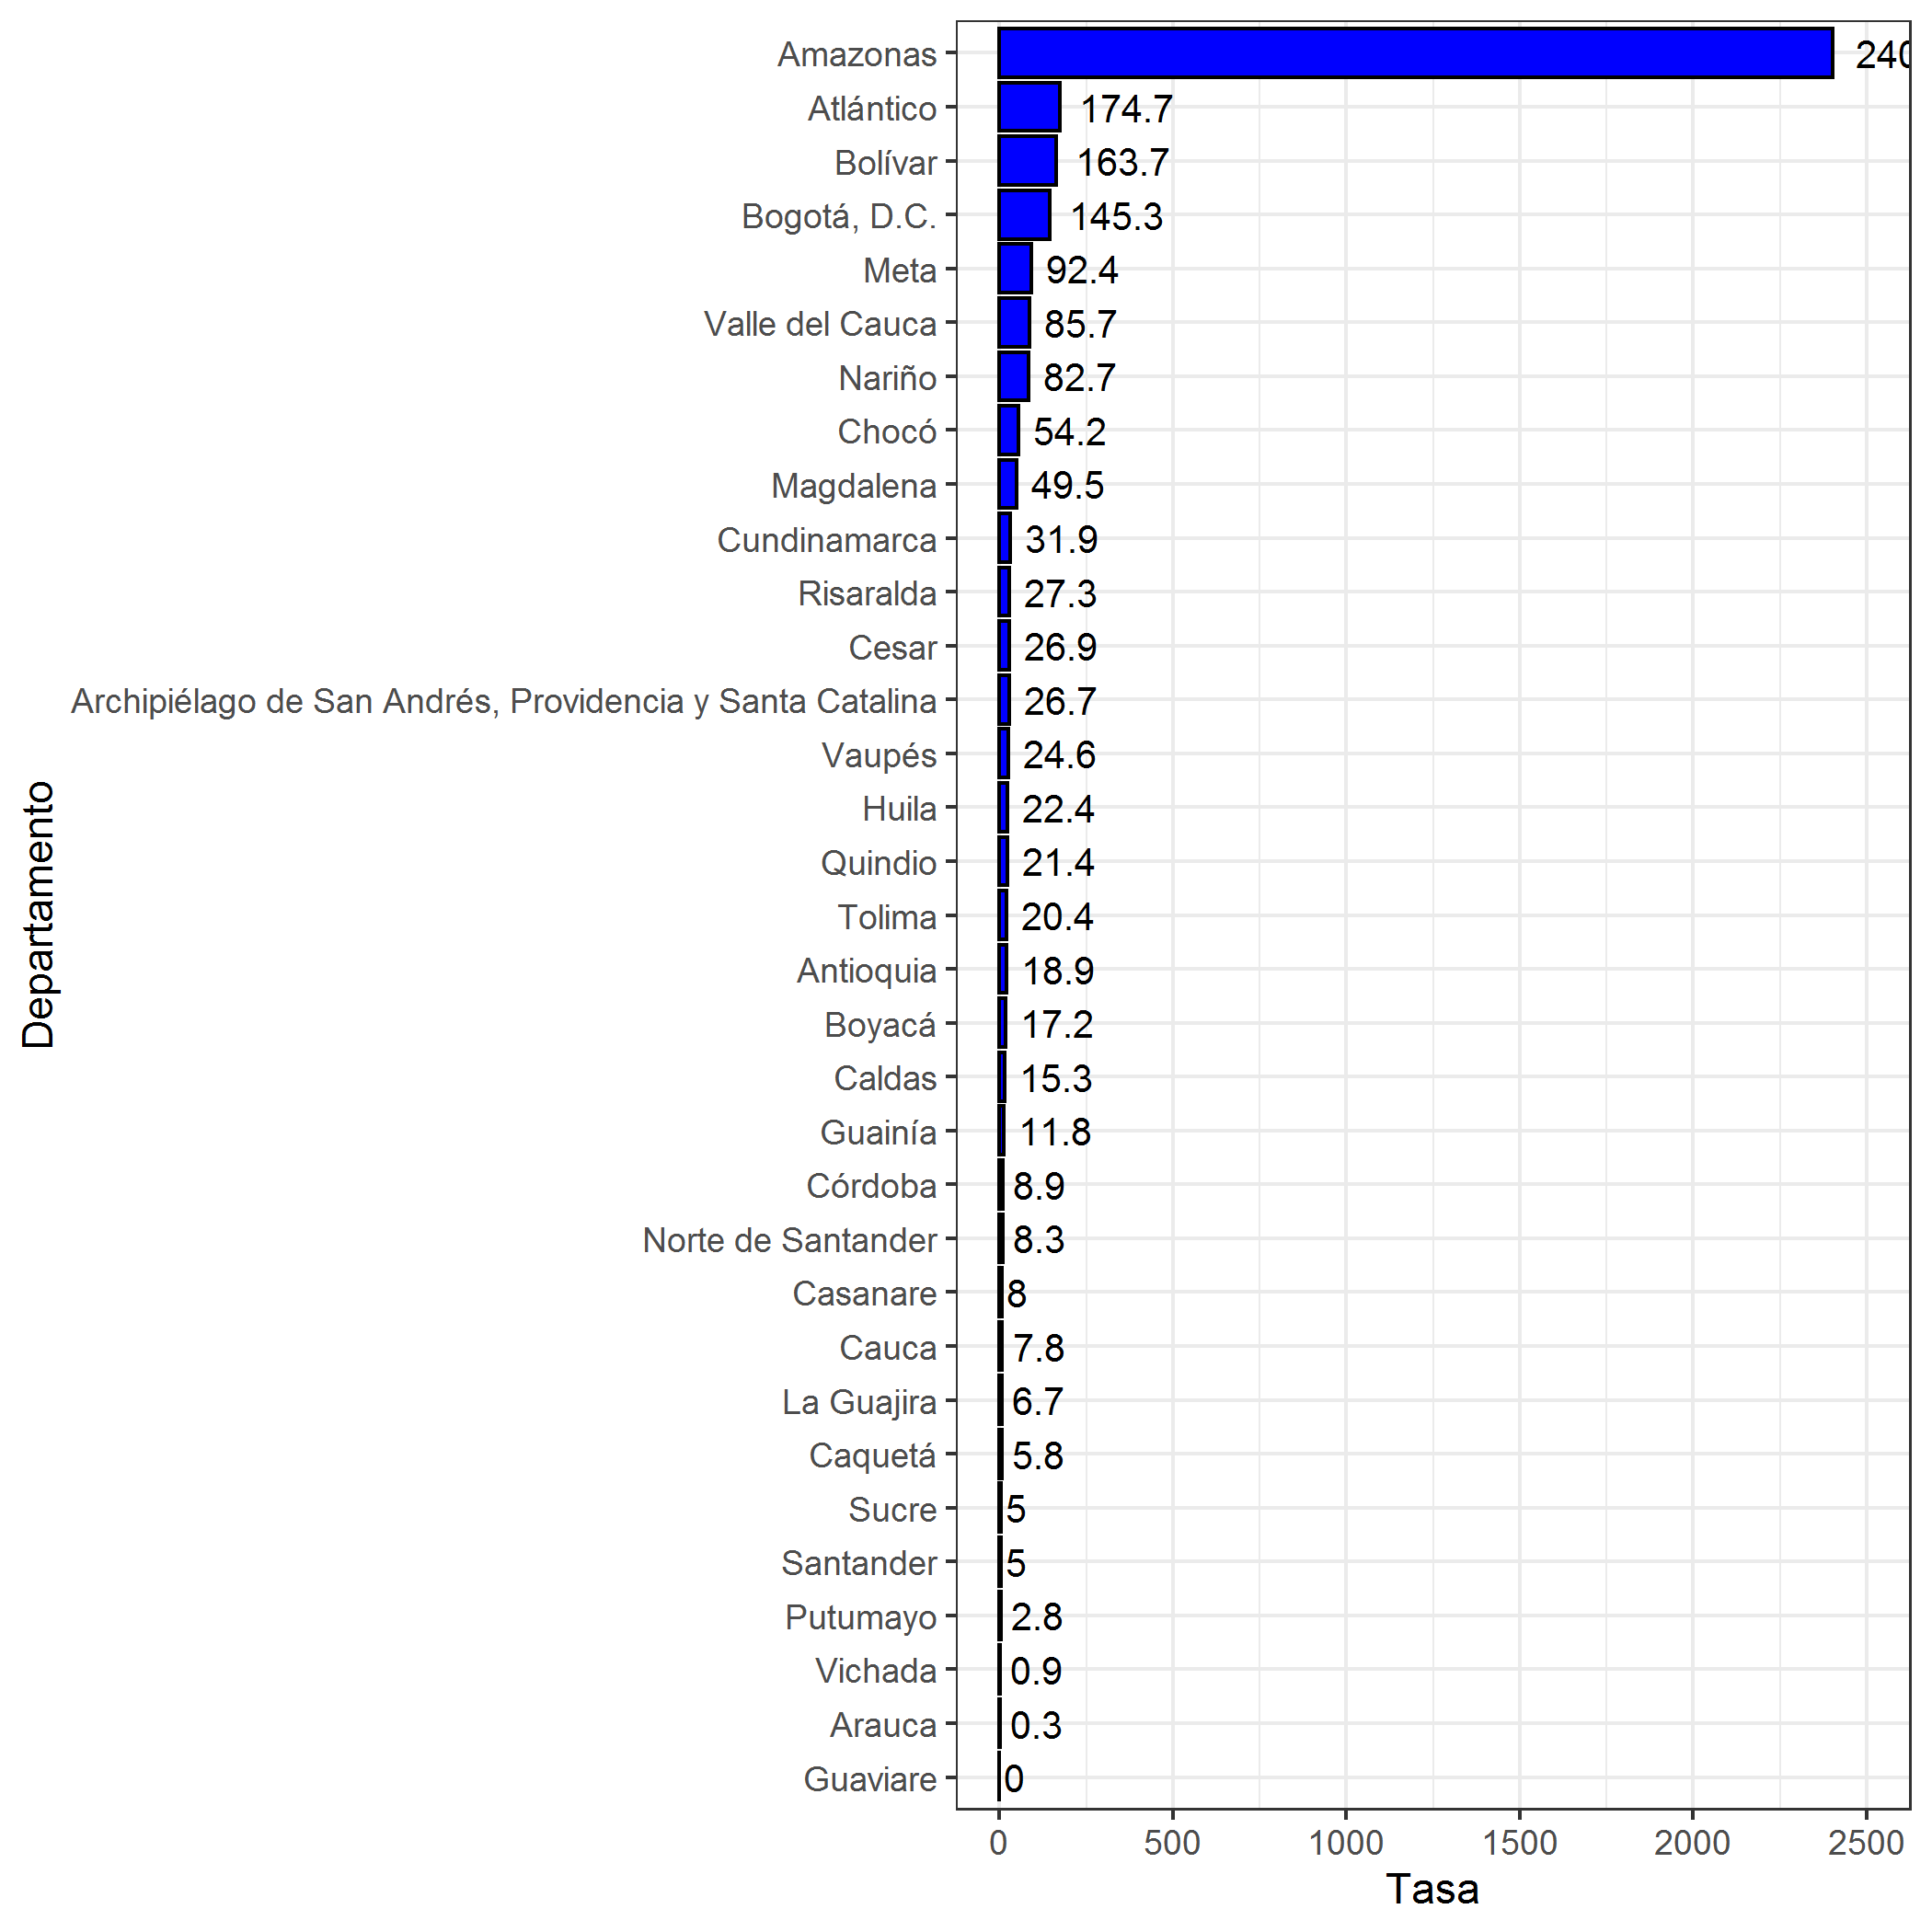 Amazonas 240
Atlántico 174.7
Bolívar 163.7
Bogotá, D.C. 145.3
Meta 92.4
Valle del Cauca 85.7
Nariño 82.7
Chocó 54.2
Magdalena 49.5
Cundinamarca 31.9
Risaralda 27.3
Cesar 26.9
Archipiélago de San Andrés, Providencia y Santa Catalina 26.7
Vaupés 24.6
Huila 22.4
Quindio 21.4
Tolima 20.4
Antioquia 18.9
Boyacá 17.2
Caldas 15.3
Guainía 11.8
Córdoba 8.9
Norte de Santander 8.3
Casanare 8
Cauca 7.8
La Guajira 6.7
Caquetá 5.8
Sucre 5
Santander 5
Putumayo 2.8
Vichada 0.9
Arauca 0.3
Guaviare 0
Departamento
0 500 1000 1500 2000 2500
Tasa